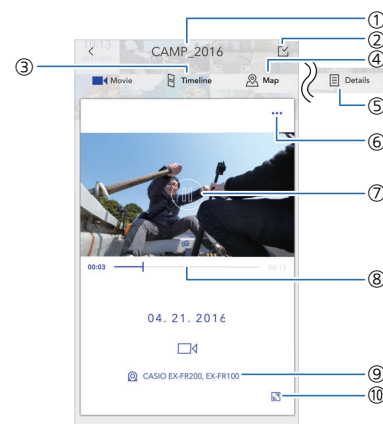 ①
CAMP_2016
②
④
③
Movie Timeline Map Details
⑤
⑥
⑦
00:03 00:15
⑧
04. 21. 2016
CASIO EX-FR200, EX-FR100 ⑨
⑩